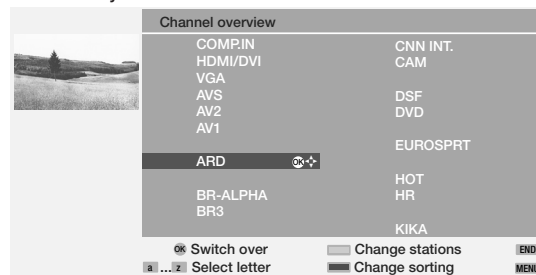 Channel overview
COMP.IN
HDMI/DVI
VGA
AVS
AV2
AV1
ARD OK
BR-ALPHA
BR3
CNN INT.
CAM
DSF
DVD
EUROSPRT
HOT
HR
KIKA
OK Switch over
Change stations
END
a ... z Select letter
Change sorting
MENU